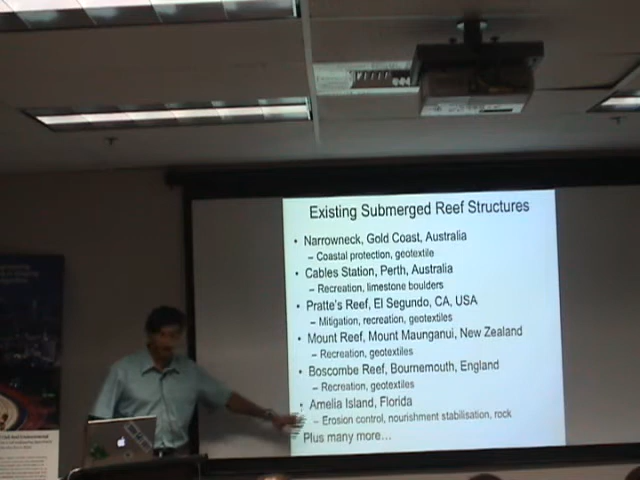 Existing Submerged Reef Structures
• Narrowneck, Gold Coast, Australia
– Coastal protection, geotextile
• Cables Station, Perth, Australia
– Recreation, limestone boulders
• Pratte's Reef, El Segundo, CA, USA
– Mitigation, recreation, geotextiles
• Mount Reef, Mount Maunganui, New Zealand
– Recreation, geotextiles
• Boscombe Reef, Bournemouth, England
– Recreation, geotextiles
• Amelia Island, Florida
– Erosion control, nourishment stabilisation, rock
Plus many more…